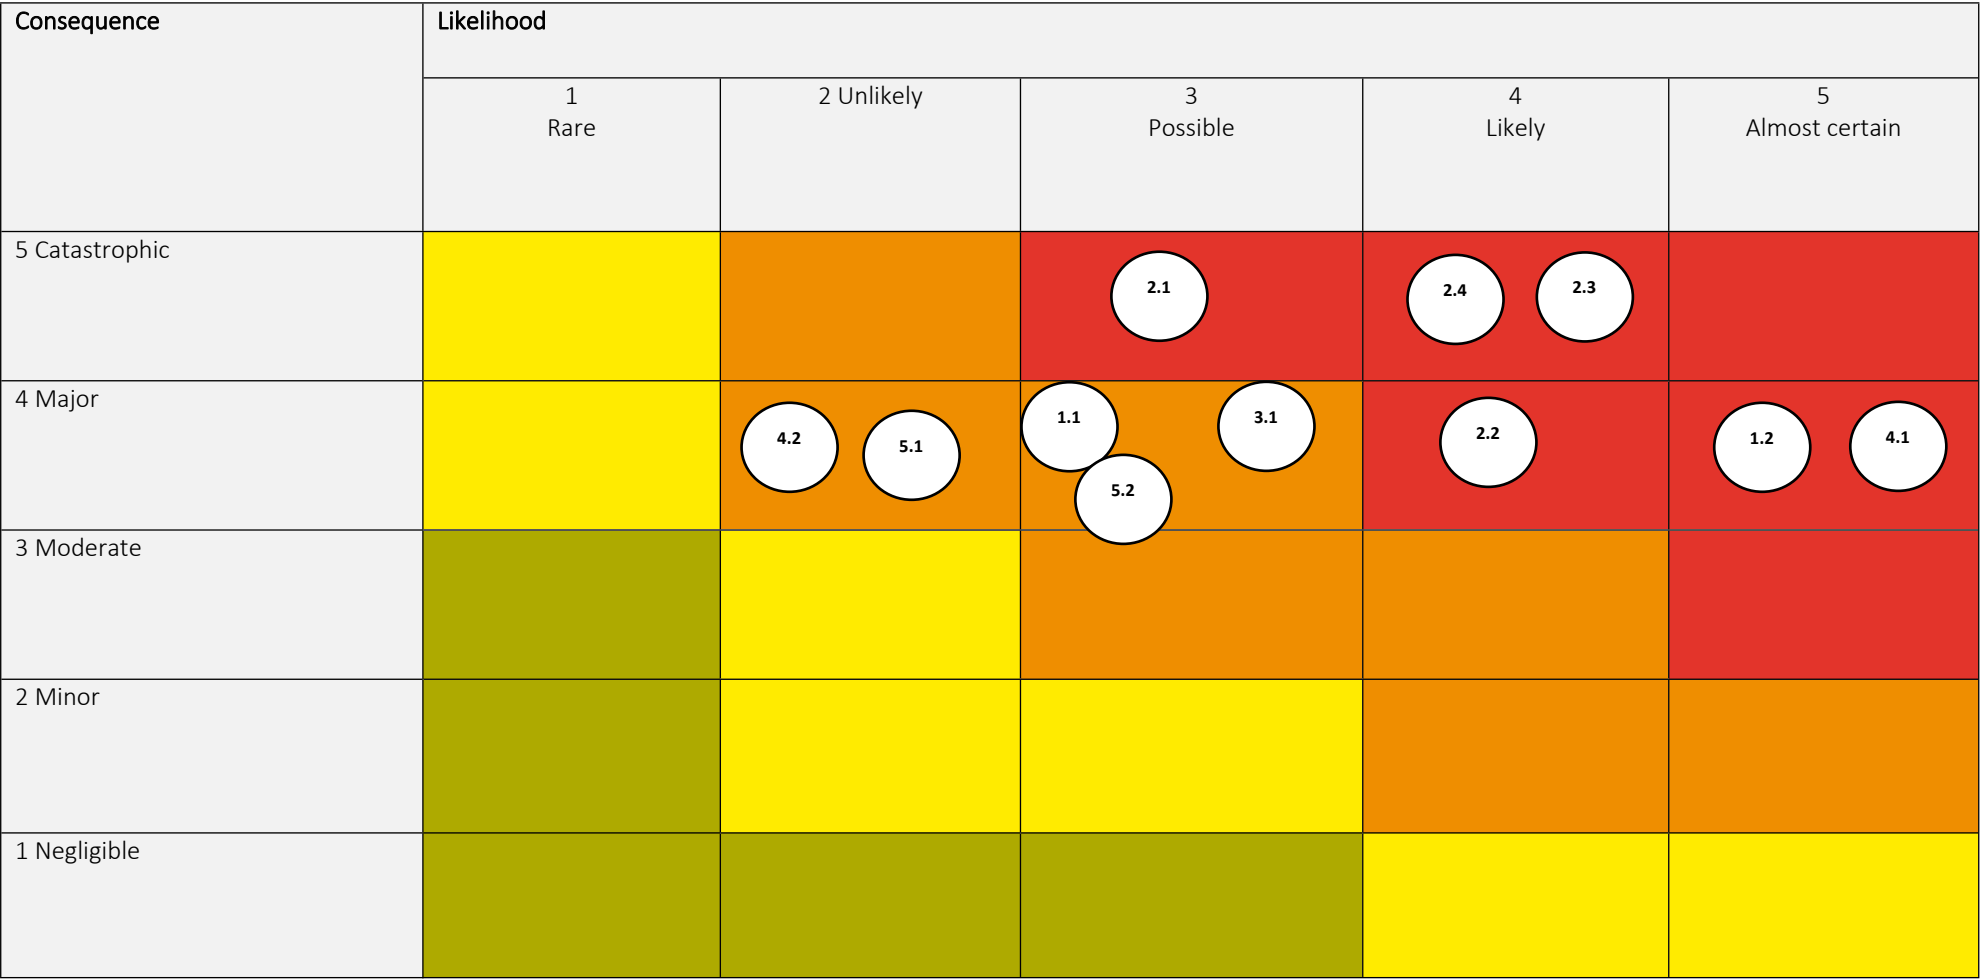 Consequence
Likelihood
1
Rare
2 Unlikely
3
Possible
4
Likely
5
Almost certain
5 Catastrophic
2.1
2.4
2.3
4 Major
4.2
5.1
1.1
5.2
3.1
2.2
1.2
4.1
3 Moderate
2 Minor
1 Negligible